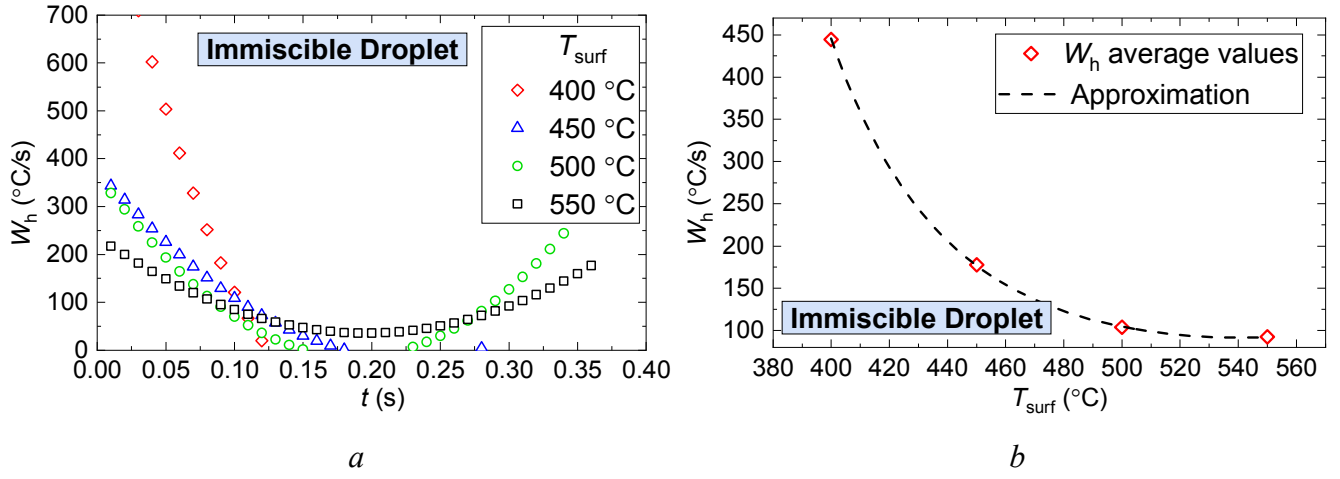 Immiscible Droplet
T_surf
400 °C
450 °C
500 °C
550 °C
700
600
500
400
300
200
100
0
W_h (°C/s)
0.00 0.05 0.10 0.15 0.20 0.25 0.30 0.35 0.40
t (s)
a
W_h average values
Approximation
450
400
350
300
250
200
150
100
W_h (°C/s)
Immiscible Droplet
380 400 420 440 460 480 500 520 540 560
T_surf (°C)
b